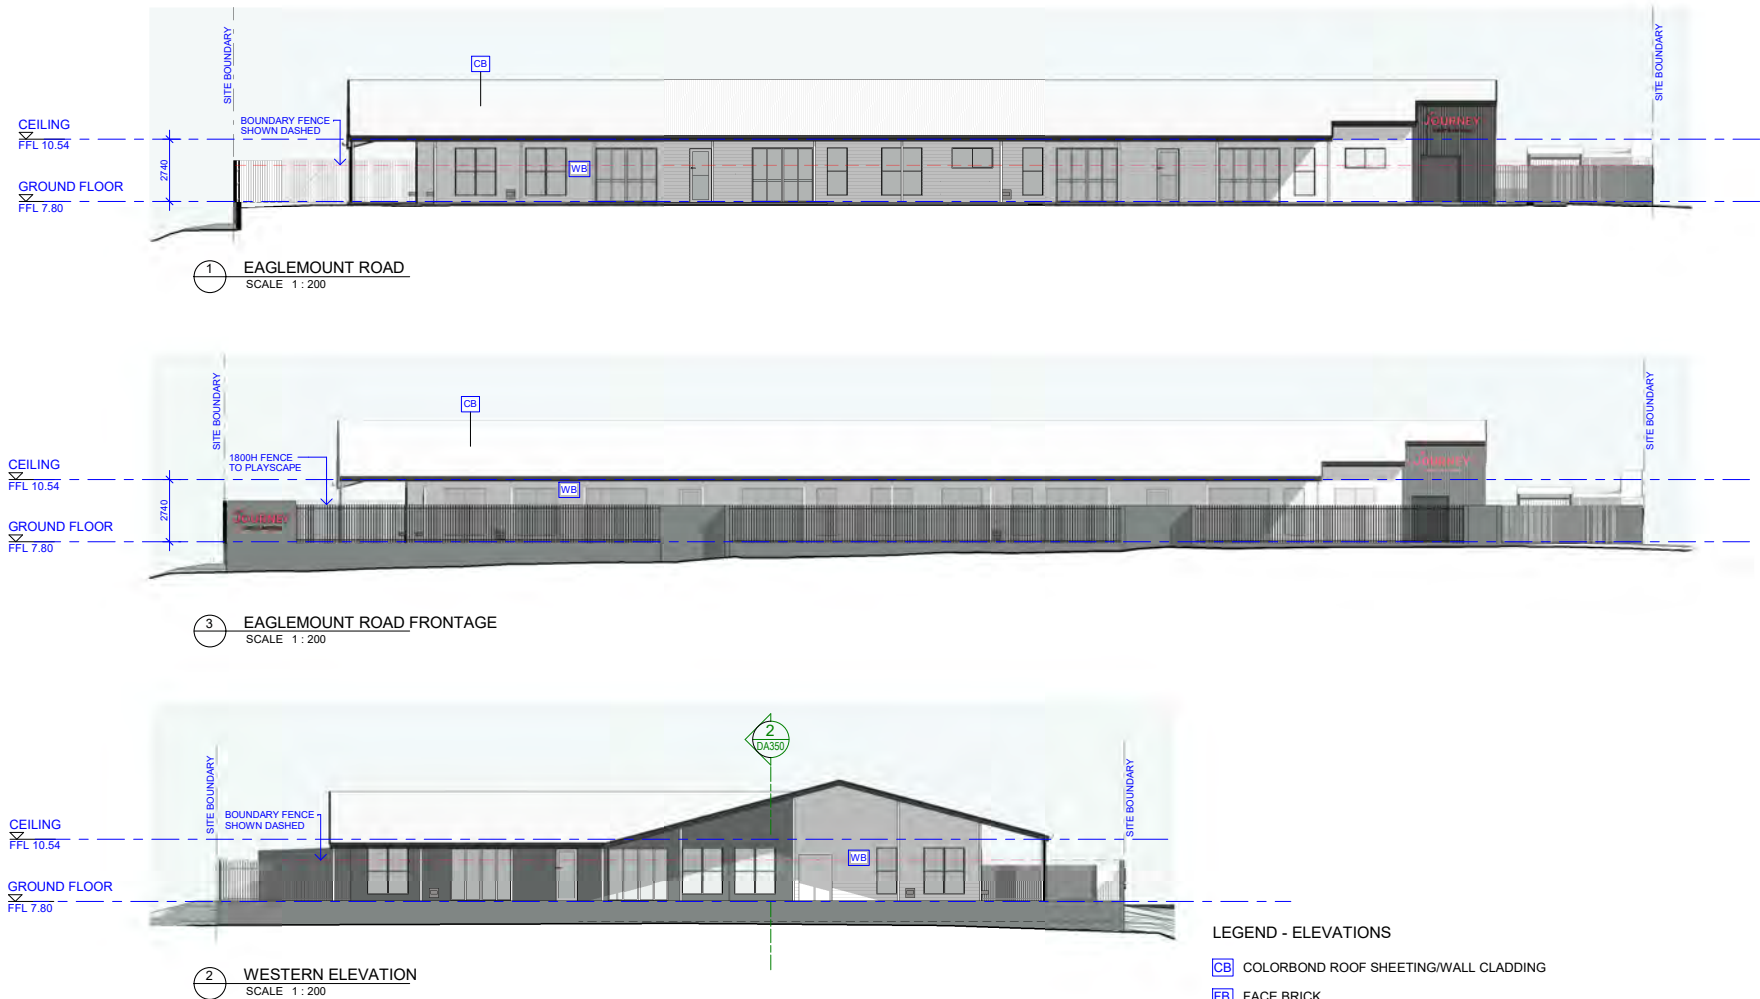 SITE BOUNDARY
CB
SITE BOUNDARY
BOUNDARY FENCE
SHOWN DASHED
CEILING
FFL 10.54
2740
WB
JOURNEY
GROUND FLOOR
FFL 7.80
1
EAGLEMOUNT ROAD
SCALE 1 : 200
SITE BOUNDARY
CB
SITE BOUNDARY
1800H FENCE
TO PLAYSCAPE
CEILING
FFL 10.54
2740
WB
JOURNEY
JOURNEY
GROUND FLOOR
FFL 7.80
3
EAGLEMOUNT ROAD FRONTAGE
SCALE 1 : 200
2
DA350
SITE BOUNDARY
SITE BOUNDARY
BOUNDARY FENCE
SHOWN DASHED
CEILING
FFL 10.54
WB
GROUND FLOOR
FFL 7.80
2
WESTERN ELEVATION
SCALE 1 : 200
LEGEND - ELEVATIONS
CB COLORBOND ROOF SHEETING/WALL CLADDING
FB FACE BRICK